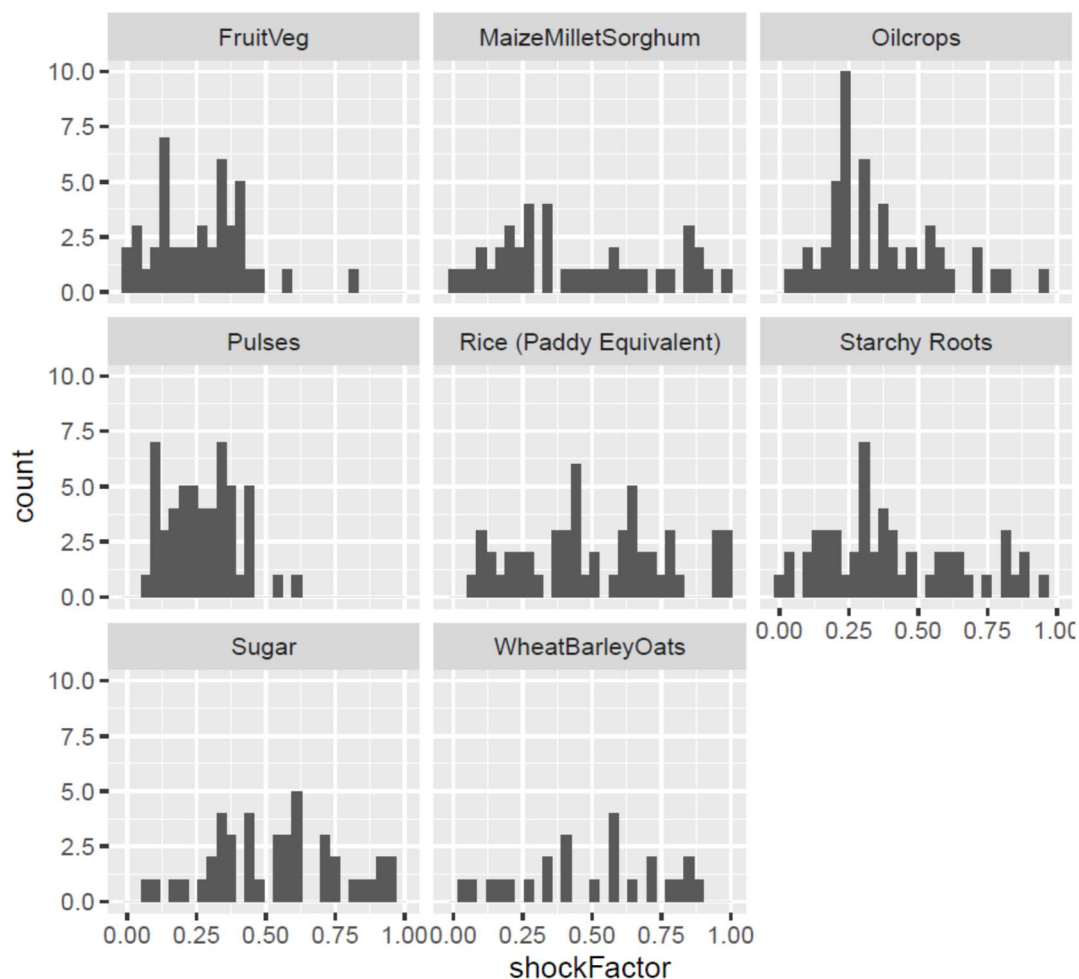 FruitVeg MaizeMilletSorghum Oilcrops
10.0
7.5
5.0
2.5
0.0
Pulses Rice (Paddy Equivalent) Starchy Roots
10.0
7.5
5.0
2.5
0.0
0.00 0.25 0.50 0.75 1.00
Sugar WheatBarleyOats
10.0
7.5
5.0
2.5
0.0
0.00 0.25 0.50 0.75 1.00 0.00 0.25 0.50 0.75 1.00
count
shockFactor